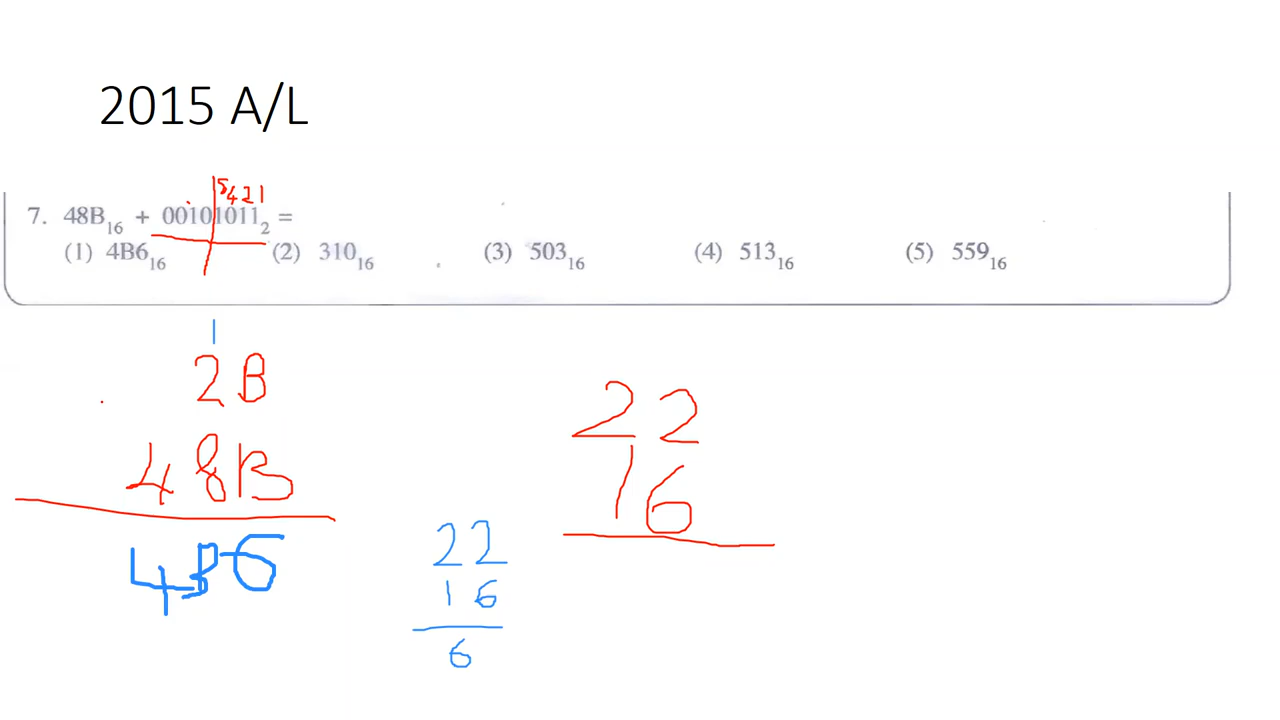 2015 A/L
8421
7. 48B16 + 001010112 =
(1) 4B616 (2) 31016 (3) 50316 (4) 51316 (5) 55916
1
2B
48B
4B6
22
16
22
16
6